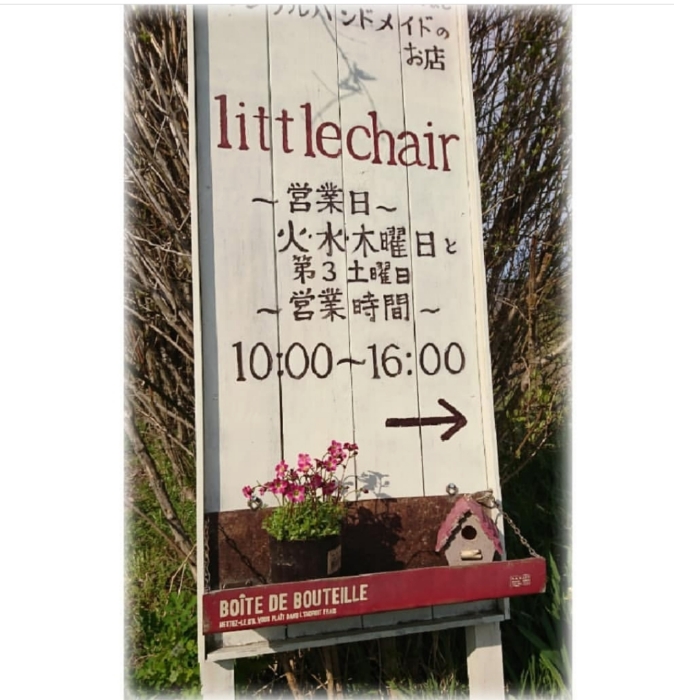 ハンドメイドの
お店
littlechair
～営業日～
火・水・木曜日と
第3土曜日
～営業時間～
10:00～16:00
→
BOÎTE DE BOUTEILLE